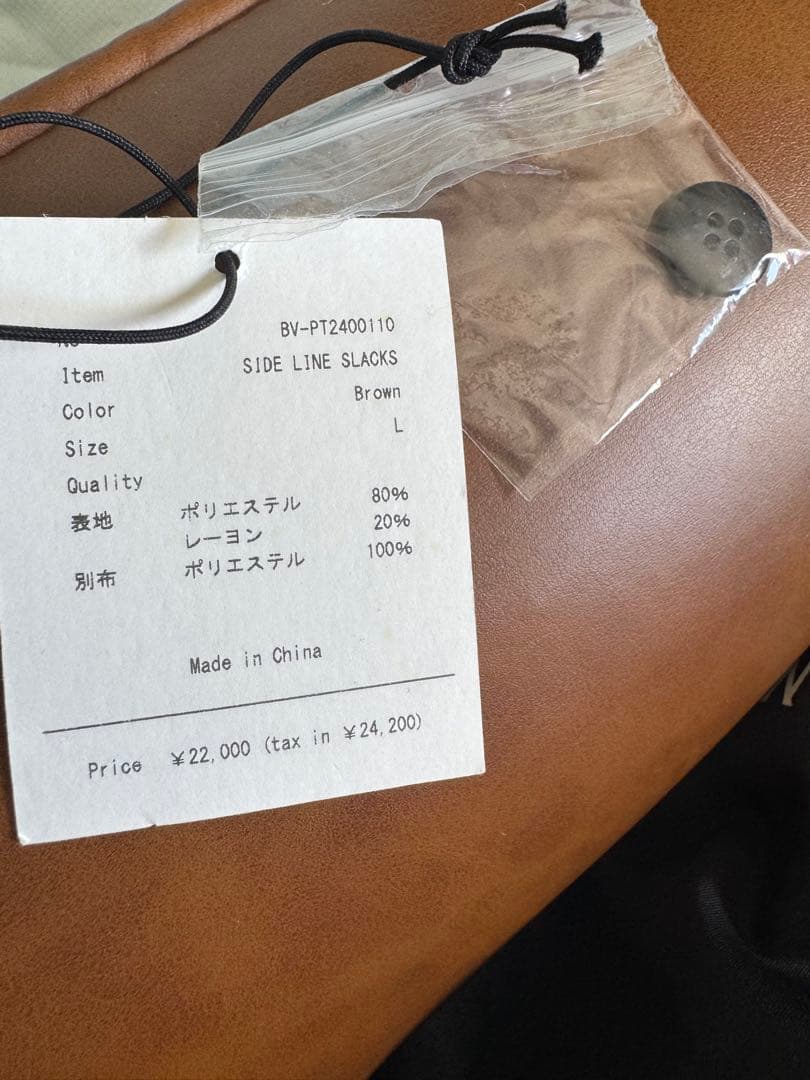 No BV-PT2400110
Item SIDE LINE SLACKS
Color Brown
Size L
Quality
表地 ポリエステル 80%
レーヨン 20%
別布 ポリエステル 100%
Made in China
Price ¥22,000 (tax in ¥24,200)